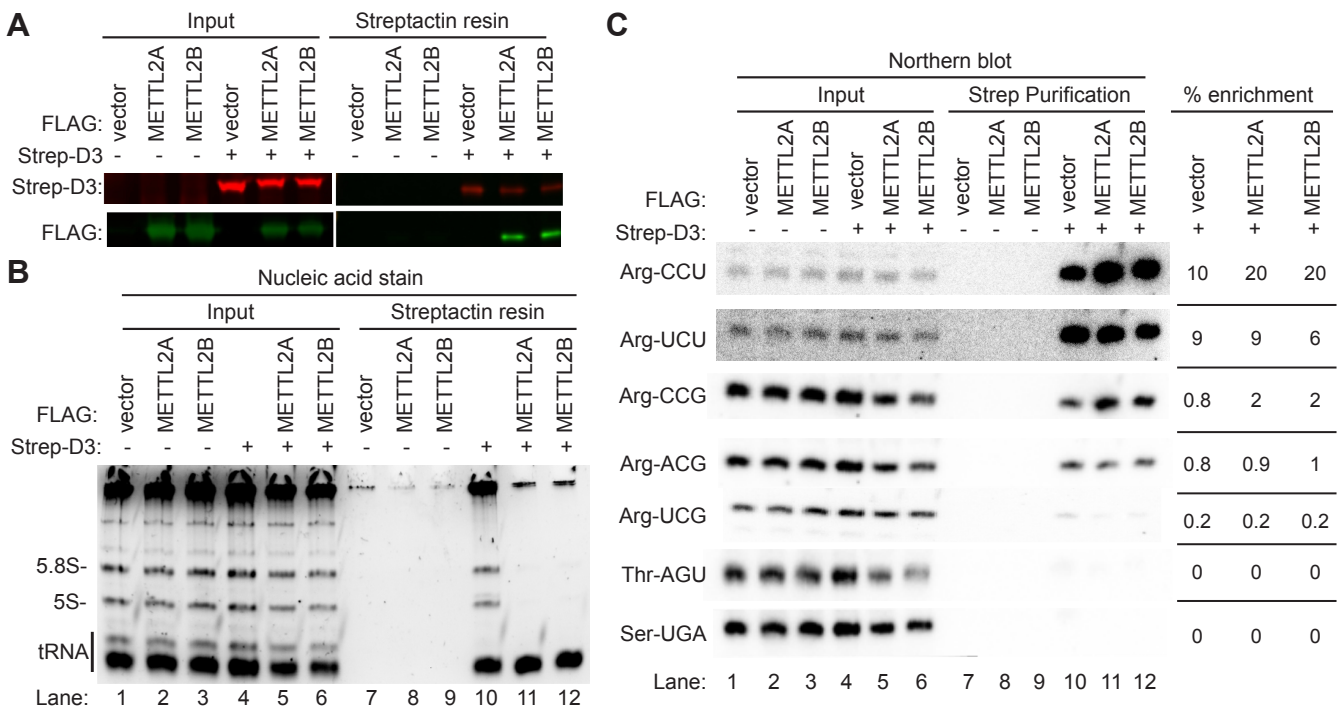 A
Input
Streptactin resin
FLAG: vector METTL2A METTL2B vector METTL2A METTL2B vector METTL2A METTL2B vector METTL2A METTL2B
Strep-D3 - - - + + + - - - + + +
Strep-D3:
FLAG:
B
Nucleic acid stain
Input
Streptactin resin
FLAG: vector METTL2A METTL2B METTL2A METTL2B vector METTL2A METTL2B METTL2A METTL2B
Strep-D3: - - - + + + - - - + + +
5.8S-
5S-
tRNA
Lane: 1 2 3 4 5 6 7 8 9 10 11 12
C
Northern blot
Input
Strep Purification
% enrichment
FLAG: vector METTL2A METTL2B vector METTL2A METTL2B vector METTL2A METTL2B vector METTL2A METTL2B vector METTL2A METTL2B
Strep-D3: - - - + + + - - - + + + + + +
Arg-CCU 10 20 20
Arg-UCU 9 9 6
Arg-CCG 0.8 2 2
Arg-ACG 0.8 0.9 1
Arg-UCG 0.2 0.2 0.2
Thr-AGU 0 0 0
Ser-UGA 0 0 0
Lane: 1 2 3 4 5 6 7 8 9 10 11 12